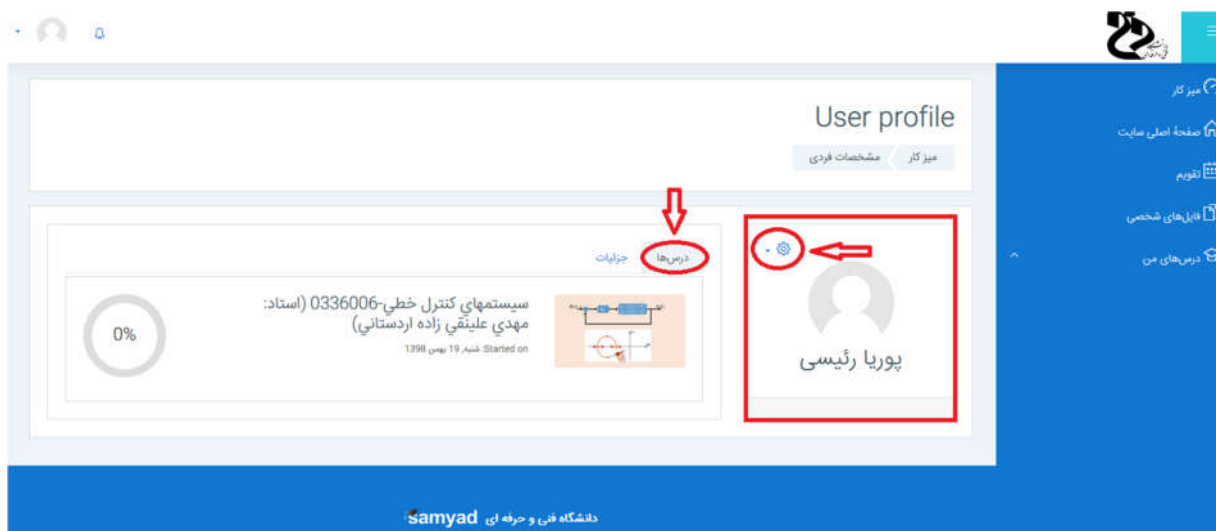 میز کار
صفحهٔ اصلی سایت
تقویم
فایل‌های شخصی
درس‌های من
User profile
میز کار
مشخصات فردی
پوریا رئیسی
درس‌ها
جزئیات
سيستمهاي كنترل خطي-0336006 (استاد:
مهدي علينقي زاده اردستاني)
Started on شنبه, 19 بهمن 1398
0%
دانشگاه فنی و حرفه ای samyad